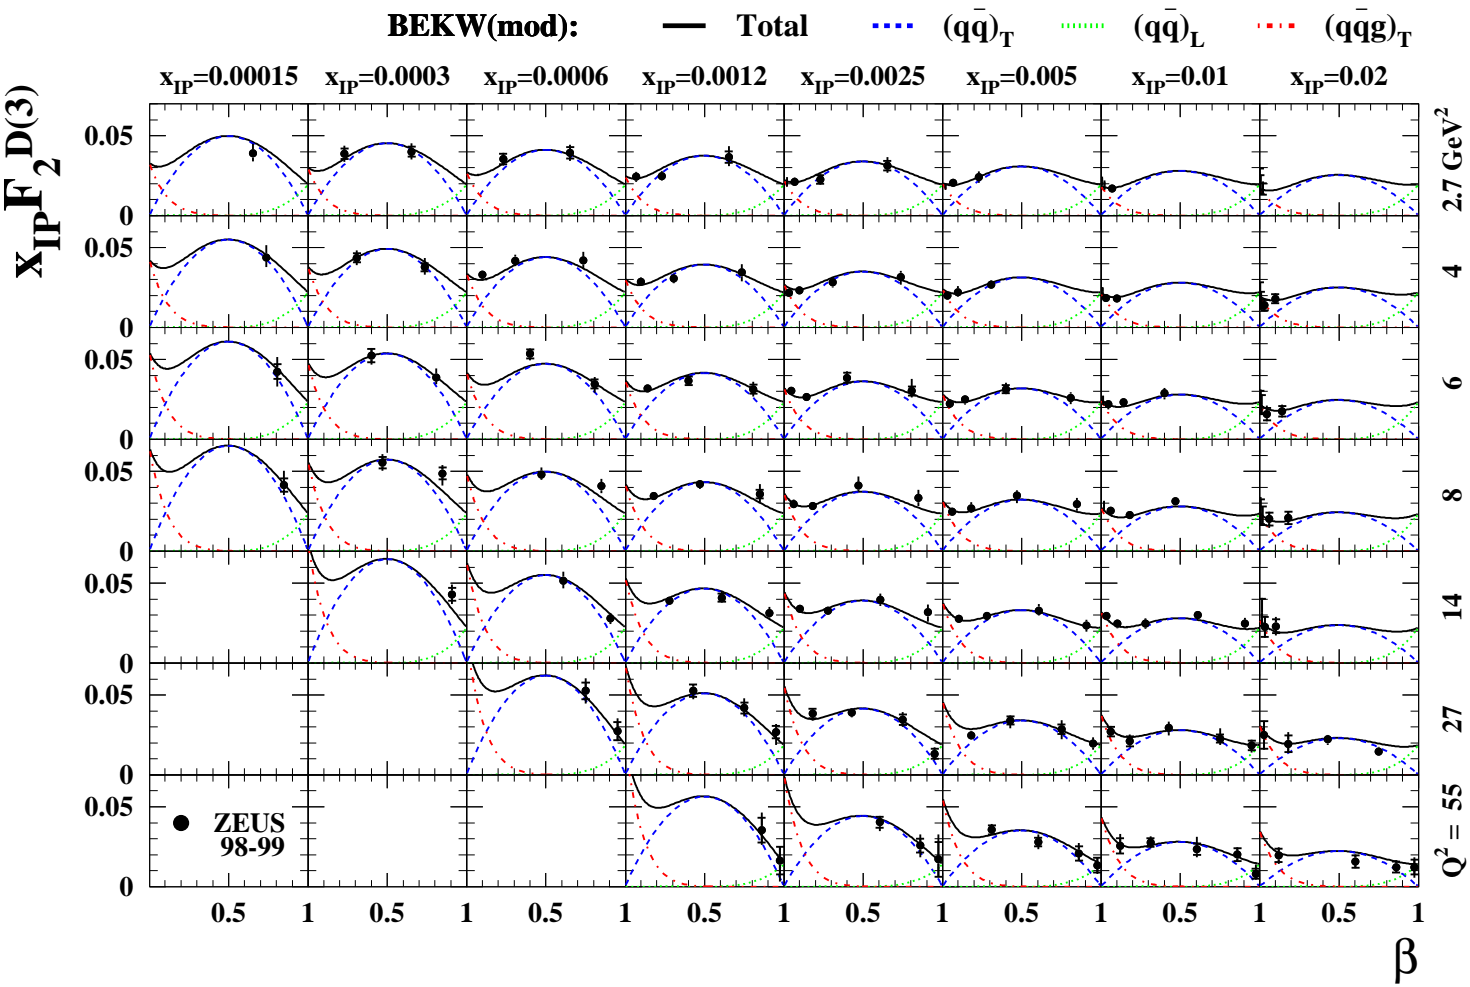 BEKW(mod): Total (qq̄)T (qq̄)L (qq̄g)T
xIP=0.00015 xIP=0.0003 xIP=0.0006 xIP=0.0012 xIP=0.0025 xIP=0.005 xIP=0.01 xIP=0.02
xIPF2D(3)
0.05
0
2.7 GeV2
0.05
0
4
0.05
0
6
0.05
0
8
0.05
0
14
0.05
0
27
0.05
0
Q2 = 55
ZEUS
98-99
0.5 1 0.5 1 0.5 1 0.5 1 0.5 1 0.5 1 0.5 1 0.5 1
β